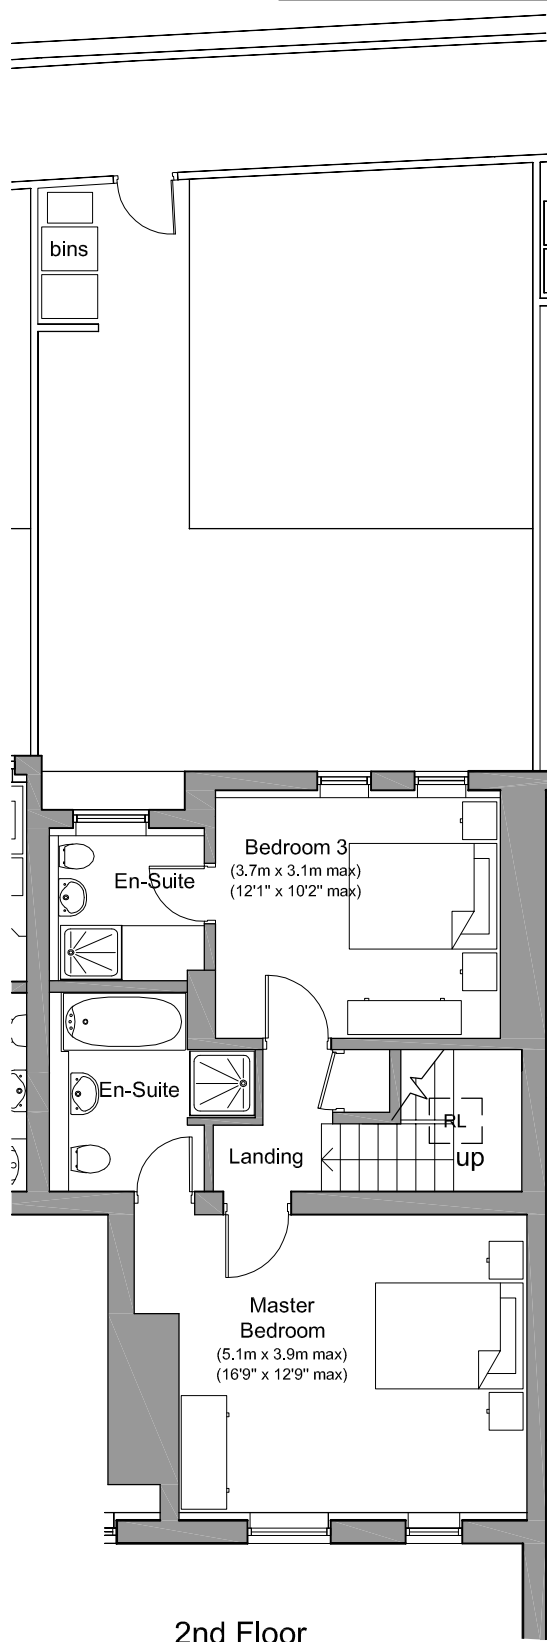 bins
Bedroom 3
(3.7m x 3.1m max)
(12'1" x 10'2" max)
En-Suite
En-Suite
RL
Landing
up
Master
Bedroom
(5.1m x 3.9m max)
(16'9" x 12'9" max)
2nd Floor